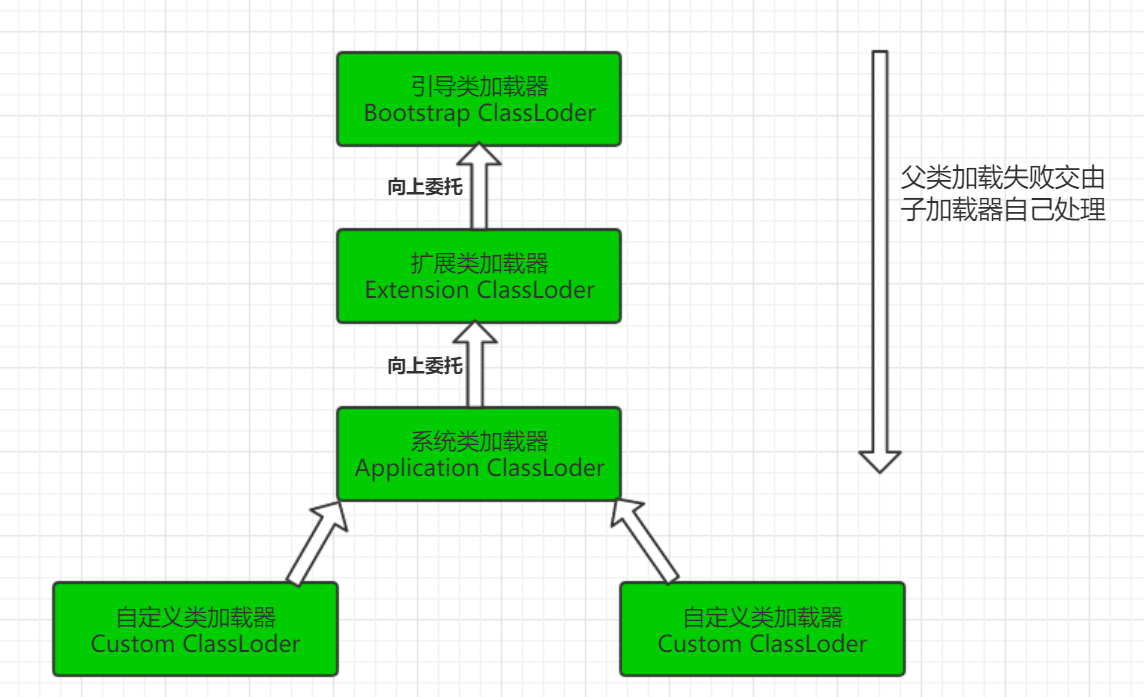 引导类加载器
Bootstrap ClassLoder
向上委托
父类加载失败交由
子加载器自己处理
扩展类加载器
Extension ClassLoder
向上委托
系统类加载器
Application ClassLoder
自定义类加载器
Custom ClassLoder
自定义类加载器
Custom ClassLoder